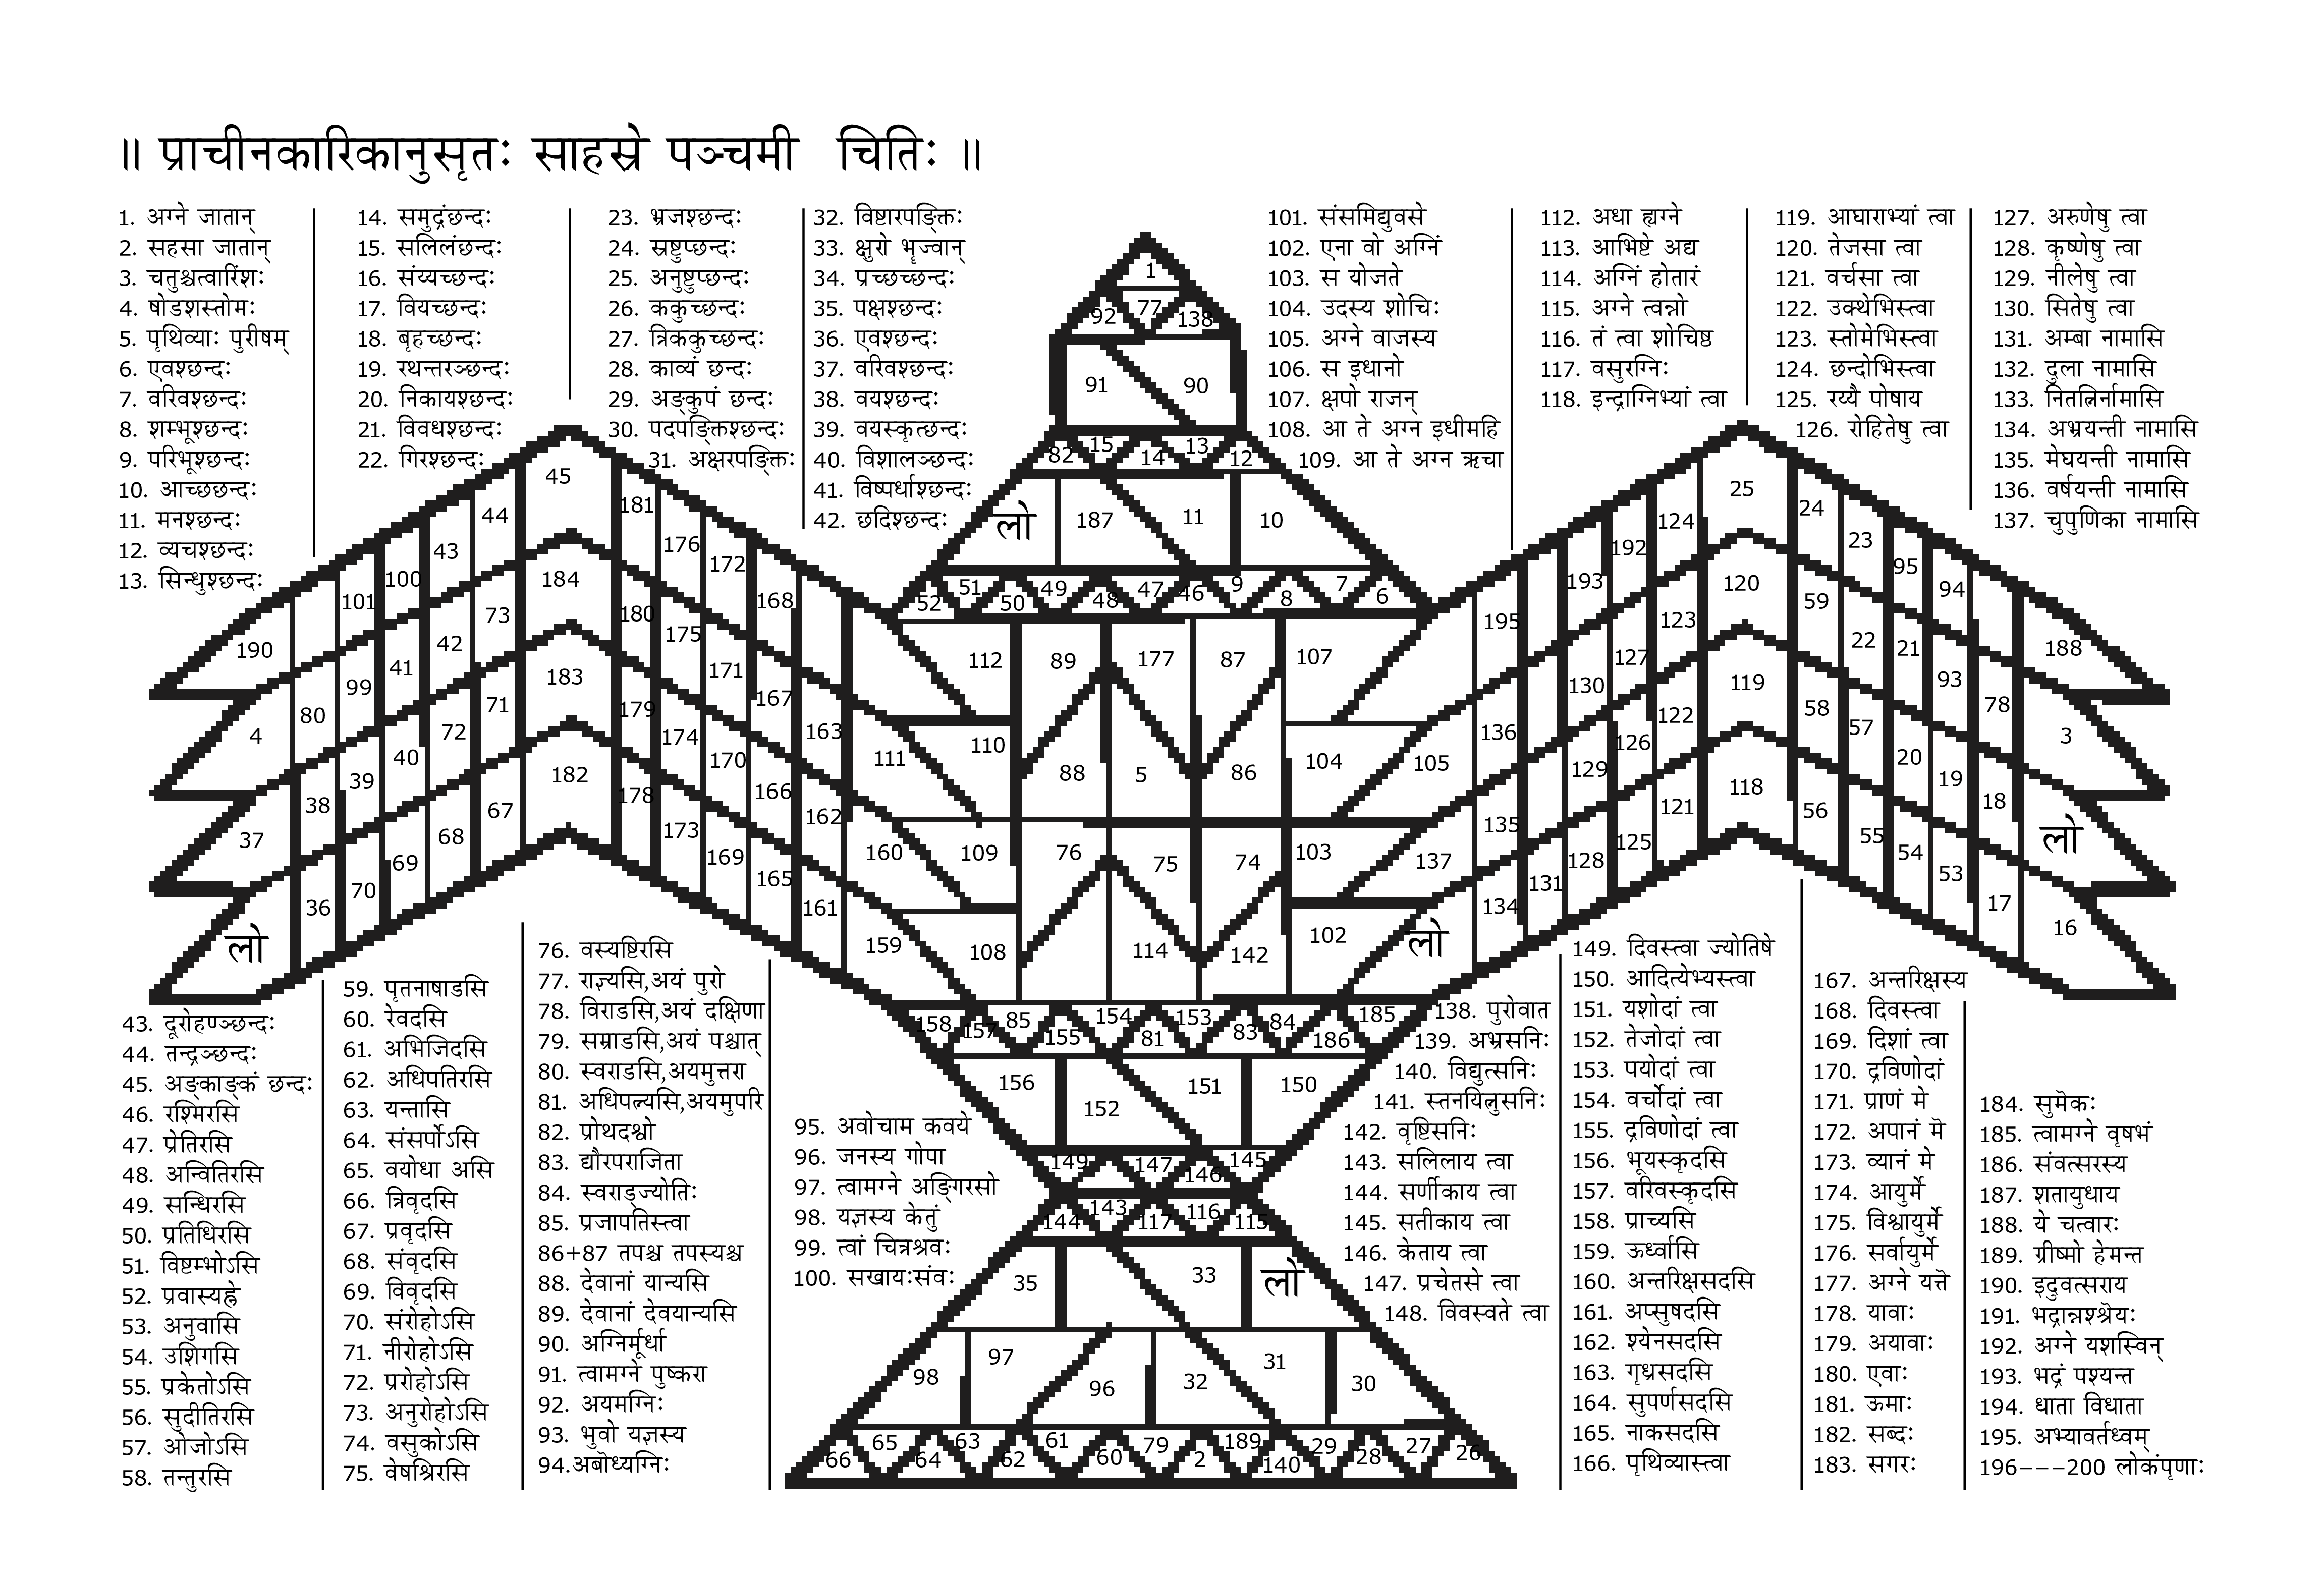 ॥ प्राचीनकारिकानुसृतः साहस्रे पञ्चमी चितिः ॥
1. अग्ने जातान्
2. सहसा जातान्
3. चतुश्चत्वारिंशः
4. षोडशस्तोमः
5. पृथिव्याः पुरीषम्
6. एवश्छन्दः
7. वरिवश्छन्दः
8. शम्भूश्छन्दः
9. परिभूश्छन्दः
10. आच्छछन्दः
11. मनश्छन्दः
12. व्यचश्छन्दः
13. सिन्धुश्छन्दः
14. समुद्रंछन्दः
15. सलिलंछन्दः
16. संय्यच्छन्दः
17. वियच्छन्दः
18. बृहच्छन्दः
19. रथन्तरञ्छन्दः
20. निकायश्छन्दः
21. विवधश्छन्दः
22. गिरश्छन्दः
23. भ्रजश्छन्दः
24. स्रष्टुप्छन्दः
25. अनुष्टुप्छन्दः
26. ककुच्छन्दः
27. त्रिककुच्छन्दः
28. काव्यं छन्दः
29. अङ्कुपं छन्दः
30. पदपङ्क्तिश्छन्दः
31. अक्षरपङ्क्तिः
32. विष्टारपङ्क्तिः
33. क्षुरो भृज्वान्
34. प्रच्छच्छन्दः
35. पक्षश्छन्दः
36. एवश्छन्दः
37. वरिवश्छन्दः
38. वयश्छन्दः
39. वयस्कृत्छन्दः
40. विशालञ्छन्दः
41. विष्पर्धाश्छन्दः
42. छदिश्छन्दः
101. संसमिद्युवसे
102. एना वो अग्निं
103. स योजते
104. उदस्य शोचिः
105. अग्ने वाजस्य
106. स इधानो
107. क्षपो राजन्
108. आ ते अग्न इधीमहि
109. आ ते अग्न ऋचा
112. अधा ह्यग्ने
113. आभिष्टे अद्य
114. अग्निं होतारं
115. अग्ने त्वन्नो
116. तं त्वा शोचिष्ठ
117. वसुरग्निः
118. इन्द्राग्निभ्यां त्वा
119. आघाराभ्यां त्वा
120. तेजसा त्वा
121. वर्चसा त्वा
122. उक्थेभिस्त्वा
123. स्तोमेभिस्त्वा
124. छन्दोभिस्त्वा
125. रय्यै पोषाय
126. रोहितेषु त्वा
127. अरुणेषु त्वा
128. कृष्णेषु त्वा
129. नीलेषु त्वा
130. सितेषु त्वा
131. अम्बा नामासि
132. दुला नामासि
133. नितत्निर्नामासि
134. अभ्रयन्ती नामासि
135. मेघयन्ती नामासि
136. वर्षयन्ती नामासि
137. चुपुणिका नामासि
1
92 77 138
91 90
82 15 14 13 12
लो 187 11 10
52 51 50 49 48 47 46 9 8 7 6
112 89 177 87 107
111 110 88 5 86 104 105
160 109 76 75 74 103 137
159 108 114 142 102 लो
158 157 85 155 154 81 153 83 84 186 185
156 152 151 150
149 147 146 145
144 143 117 116 115
35 33 लो
98 97 96 32 31 30
66 65 64 63 62 61 60 79 2 189 140 29 28 27 26
190 101 100 43 44 45 181 176 172 168
4 80 99 41 42 73 184 180 175 171 167 163
37 38 39 40 72 71 183 179 174 170 166 162
लो 36 70 69 68 67 182 178 173 169 165 161
195 193 192 124 25 24 23 95 94 188
136 130 127 123 120 59 22 21 93 78 3
135 129 126 122 119 58 57 20 19 18 लो
134 131 128 125 121 118 56 55 54 53 17 16
43. दूरोहण्ञ्छन्दः
44. तन्द्रञ्छन्दः
45. अङ्काङ्कं छन्दः
46. रश्मिरसि
47. प्रेतिरसि
48. अन्वितिरसि
49. सन्धिरसि
50. प्रतिधिरसि
51. विष्टम्भोऽसि
52. प्रवास्यह्ने
53. अनुवासि
54. उशिगसि
55. प्रकेतोऽसि
56. सुदीतिरसि
57. ओजोऽसि
58. तन्तुरसि
59. पृतनाषाडसि
60. रेवदसि
61. अभिजिदसि
62. अधिपतिरसि
63. यन्तासि
64. संसर्पोऽसि
65. वयोधा असि
66. त्रिवृदसि
67. प्रवृदसि
68. संवृदसि
69. विवृदसि
70. संरोहोऽसि
71. नीरोहोऽसि
72. प्ररोहोऽसि
73. अनुरोहोऽसि
74. वसुकोऽसि
75. वेषश्रिरसि
76. वस्यष्टिरसि
77. राज्ञ्यसि,अयं पुरो
78. विराडसि,अयं दक्षिणा
79. सम्राडसि,अयं पश्चात्
80. स्वराडसि,अयमुत्तरा
81. अधिपत्न्यसि,अयमुपरि
82. प्रोथदश्वो
83. द्यौरपराजिता
84. स्वराड्ज्योतिः
85. प्रजापतिस्त्वा
86+87 तपश्च तपस्यश्च
88. देवानां यान्यसि
89. देवानां देवयान्यसि
90. अग्निर्मूर्धा
91. त्वामग्ने पुष्करा
92. अयमग्निः
93. भुवो यज्ञस्य
94.अबॊध्यग्निः
95. अवोचाम कवये
96. जनस्य गोपा
97. त्वामग्ने अङ्गिरसो
98. यज्ञस्य केतुं
99. त्वां चित्रश्रवः
100. सखायःसंवः
138. पुरोवात
139. अभ्रसनिः
140. विद्युत्सनिः
141. स्तनयित्नुसनिः
142. वृष्टिसनिः
143. सलिलाय त्वा
144. सर्णीकाय त्वा
145. सतीकाय त्वा
146. केताय त्वा
147. प्रचेतसे त्वा
148. विवस्वते त्वा
149. दिवस्त्वा ज्योतिषे
150. आदित्येभ्यस्त्वा
151. यशोदां त्वा
152. तेजोदां त्वा
153. पयोदां त्वा
154. वर्चोदां त्वा
155. द्रविणोदां त्वा
156. भूयस्कृदसि
157. वरिवस्कृदसि
158. प्राच्यसि
159. ऊर्ध्वासि
160. अन्तरिक्षसदसि
161. अप्सुषदसि
162. श्येनसदसि
163. गृध्रसदसि
164. सुपर्णसदसि
165. नाकसदसि
166. पृथिव्यास्त्वा
167. अन्तरिक्षस्य
168. दिवस्त्वा
169. दिशां त्वा
170. द्रविणोदां
171. प्राणं मे
172. अपानं मॆ
173. व्यानं मे
174. आयुर्मे
175. विश्वायुर्मे
176. सर्वायुर्मे
177. अग्ने यत्तॆ
178. यावाः
179. अयावाः
180. एवाः
181. ऊमाः
182. सब्दः
183. सगरः
184. सुमॆकः
185. त्वामग्ने वृषभं
186. संवत्सरस्य
187. शतायुधाय
188. ये चत्वारः
189. ग्रीष्मो हेमन्त
190. इदुवत्सराय
191. भद्रान्नश्श्रॆयः
192. अग्ने यशस्विन्
193. भद्रं पश्यन्त
194. धाता विधाता
195. अभ्यावर्तध्वम्
196---200 लोकंपृणाः